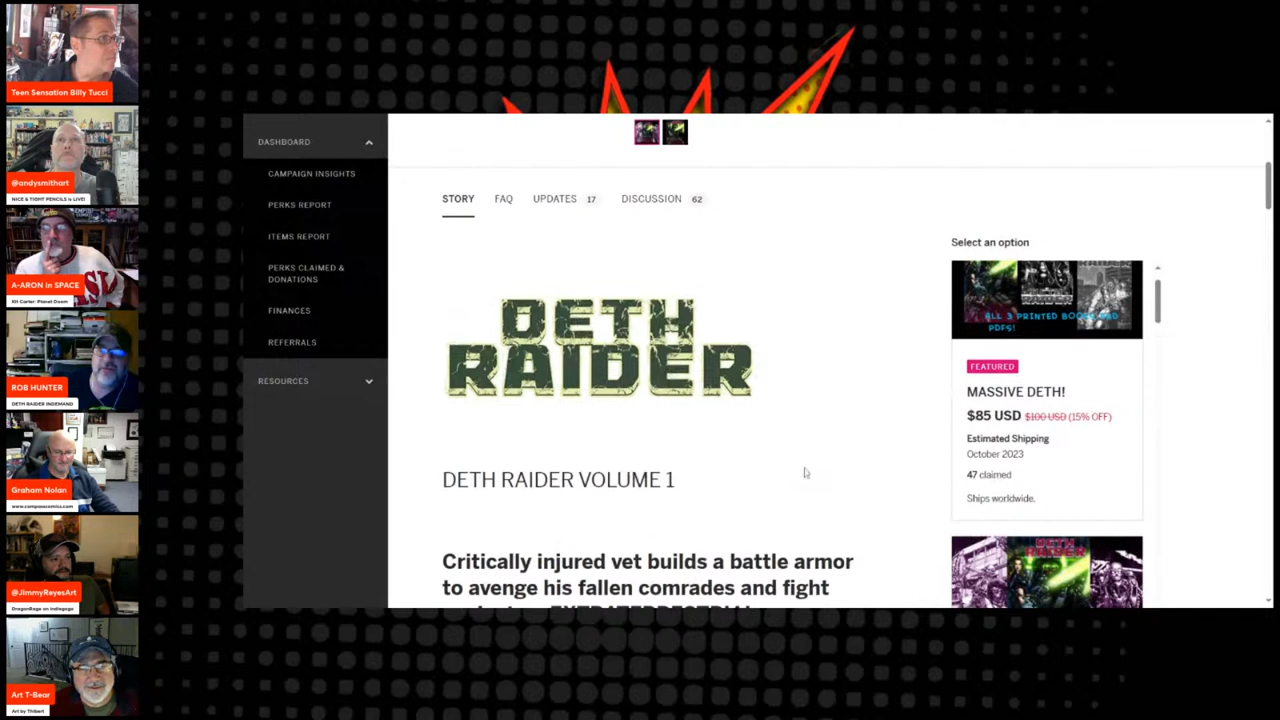 Teen Sensation Billy Tucci
@andysmithart
NICE & TIGHT PENCILS is LIVE!
A-ARON in SPACE
Kit Carter: Planet Doom
ROB HUNTER
DETH RAIDER INDEMAND
Graham Nolan
www.compasscomics.com
@JimmyReyesArt
DragonRage on Indiegogo
Art T-Bear
Art by Thibert
DASHBOARD
CAMPAIGN INSIGHTS
PERKS REPORT
ITEMS REPORT
PERKS CLAIMED &
DONATIONS
FINANCES
REFERRALS
RESOURCES
STORY FAQ UPDATES 17 DISCUSSION 62
DETH
RAIDER
DETH RAIDER VOLUME 1
Critically injured vet builds a battle armor
to avenge his fallen comrades and fight
Select an option
ALL 3 PRINTED BOOKS AND
PDFS!
FEATURED
MASSIVE DETH!
$85 USD $100 USD (15% OFF)
Estimated Shipping
October 2023
47 claimed
Ships worldwide.
DETH
RAIDER